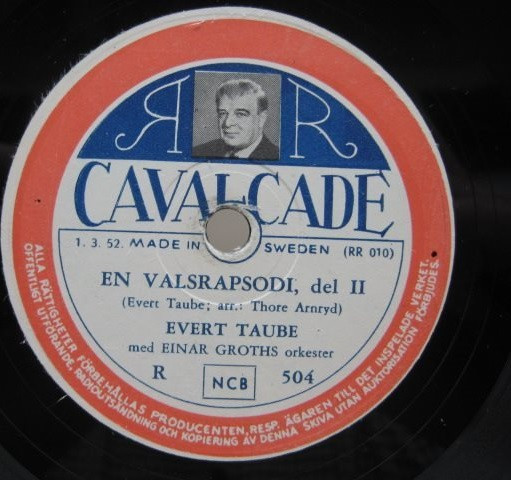 R R
CAVALCADE
1. 3. 52. MADE IN SWEDEN (RR 010)
EN VALSRAPSODI, del II
(Evert Taube; arr.: Thore Arnryd)
EVERT TAUBE
med EINAR GROTHS orkester
R NCB 504
ALLA RÄTTIGHETER FÖRBEHÅLLAS PRODUCENTEN, RESP. ÄGAREN TILL DET INSPELADE VERKET.
OFFENTLIGT UTFÖRANDE, RADIOUTSÄNDNING OCH KOPIERING AV DENNA SKIVA UTAN AUKTORISATION FÖRBJUDES.